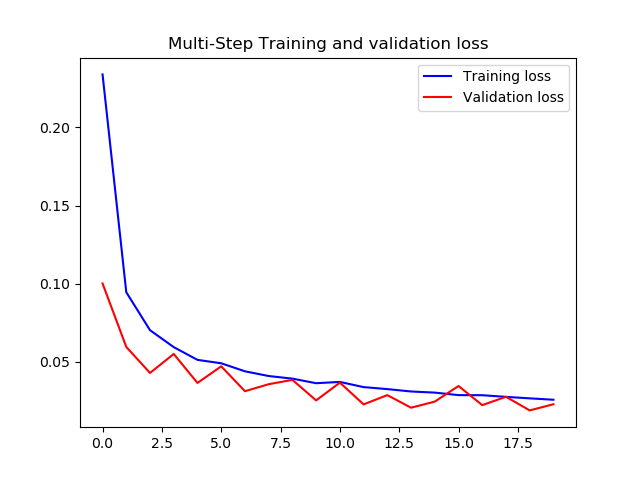 Multi-Step Training and validation loss
Training loss
Validation loss
0.20
0.15
0.10
0.05
0.0 2.5 5.0 7.5 10.0 12.5 15.0 17.5